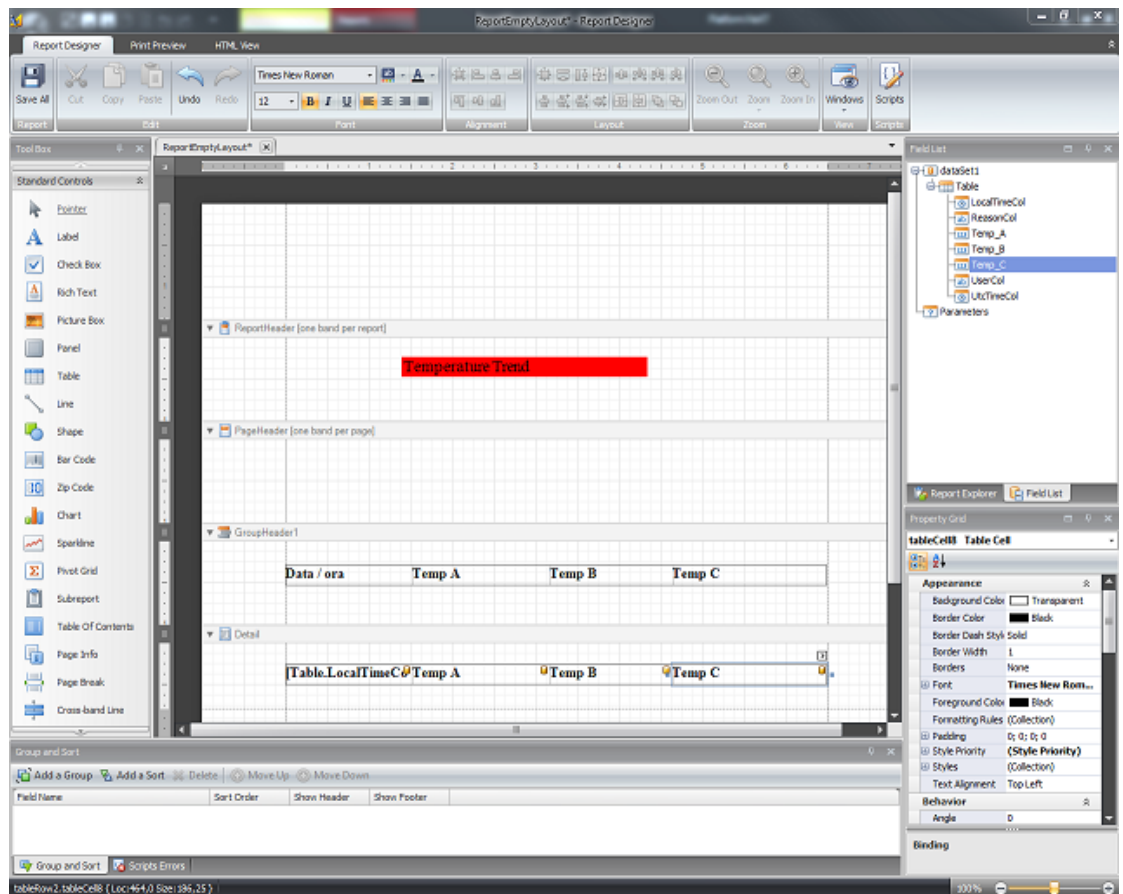 ReportEmptyLayout* - Report Designer
Report Designer Print Preview HTML View
Save All Cut Copy Paste Undo Redo Times New Roman 12 B I U Zoom Out Zoom Zoom In Windows Scripts
Report Edit Font Alignment Layout Zoom View Scripts
Tool Box
Standard Controls
Pointer
Label
Check Box
Rich Text
Picture Box
Panel
Table
Line
Shape
Bar Code
Zip Code
Chart
Sparkline
Pivot Grid
Subreport
Table Of Contents
Page Info
Page Break
Cross-band Line
ReportEmptyLayout*
1 2 3 4 5 6 7
ReportHeader [one band per report]
Temperature Trend
PageHeader [one band per page]
GroupHeader1
Data / ora Temp A Temp B Temp C
Detail
[Table.LocalTimeCo Temp A Temp B Temp C
Field List
dataSet1
Table
LocalTimeCol
ReasonCol
Temp_A
Temp_B
Temp_C
UserCol
UtcTimeCol
Parameters
Report Explorer Field List
Property Grid
tableCell8 Table Cell
Appearance
Background Color Transparent
Border Color Black
Border Dash Style Solid
Border Width 1
Borders None
Font Times New Rom...
Foreground Color Black
Formatting Rules (Collection)
Padding 0; 0; 0; 0
Style Priority (Style Priority)
Styles (Collection)
Text Alignment Top Left
Behavior
Angle 0
Binding
Group and Sort
Add a Group Add a Sort Delete Move Up Move Down
Field Name Sort Order Show Header Show Footer
Group and Sort Scripts Errors
tableRow2.tableCell8 { Loc:464,0 Size:186,25 } 100%